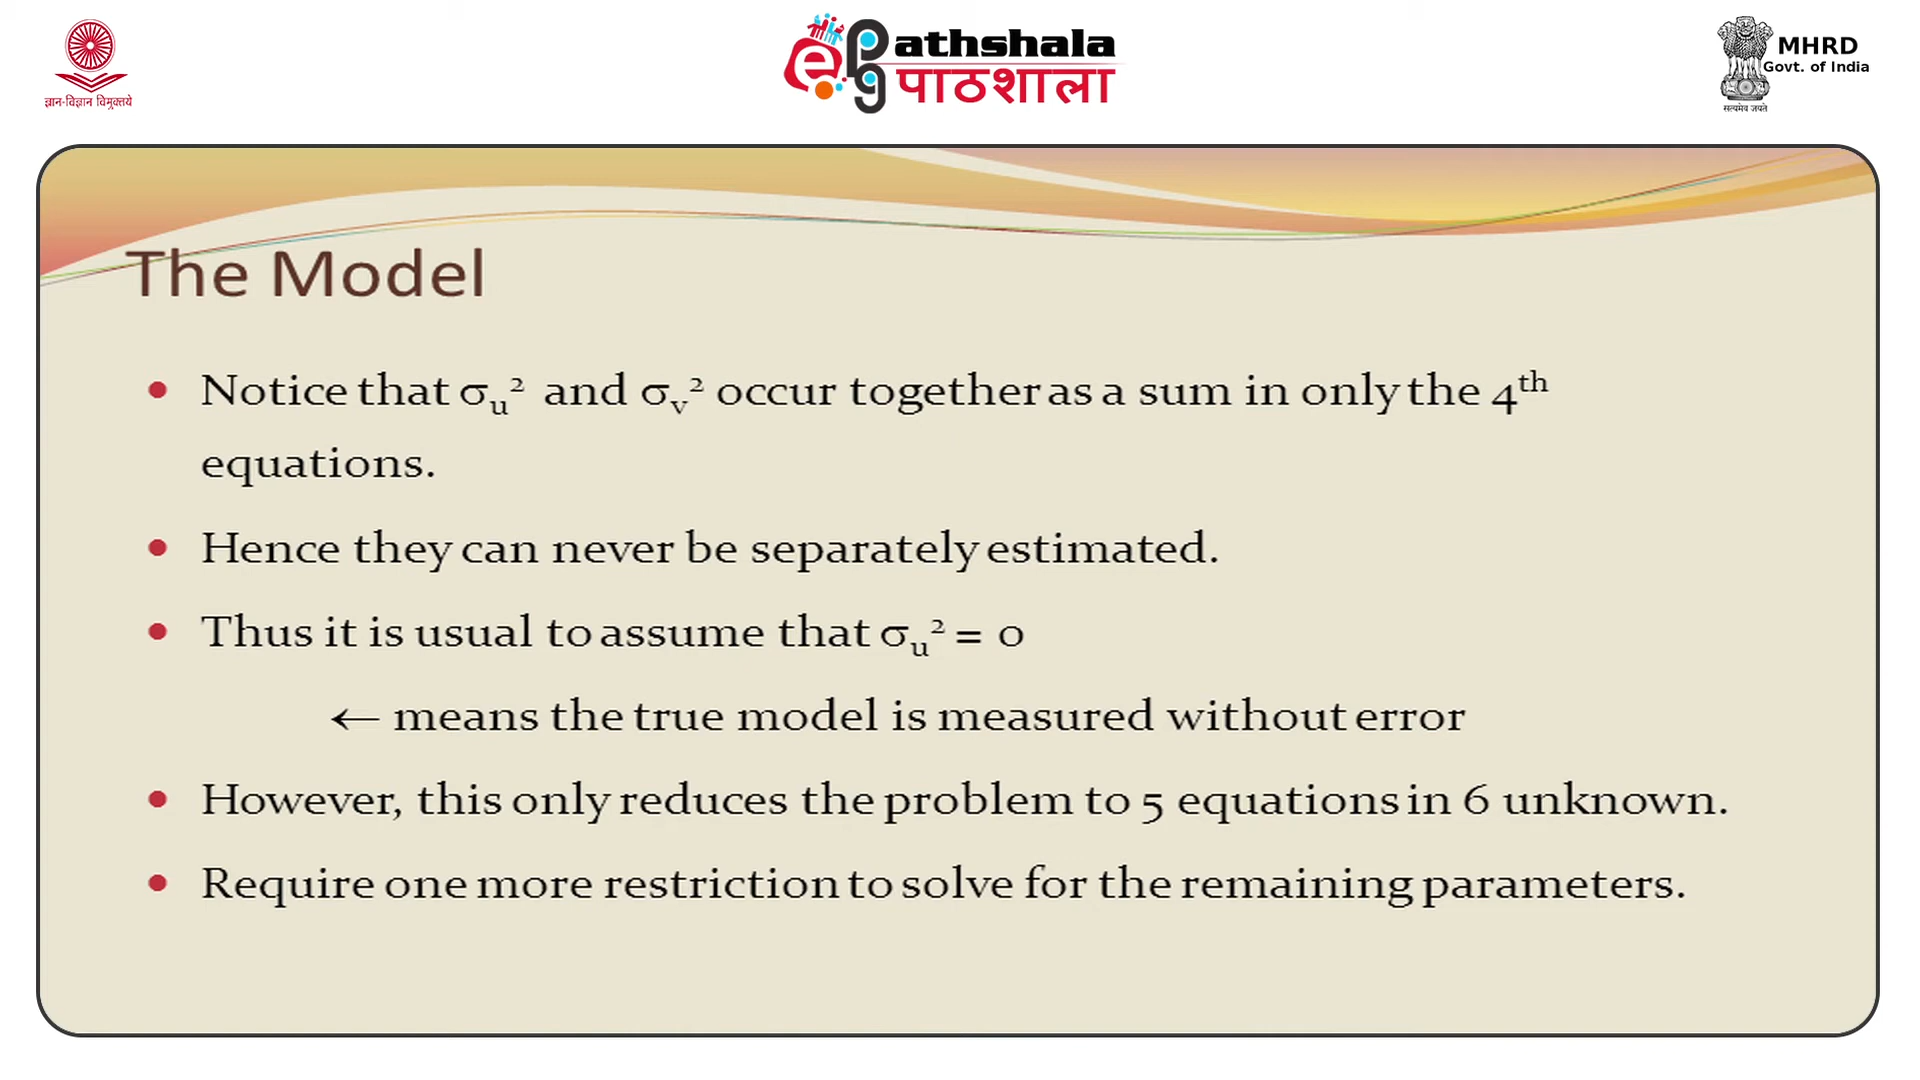 ज्ञान-विज्ञान विमुक्तये
epg Pathshala
पाठशाला
MHRD
Govt. of India
सत्यमेव जयते
The Model
• Notice that σᵤ² and σᵥ² occur together as a sum in only the 4ᵗʰ
equations.
• Hence they can never be separately estimated.
• Thus it is usual to assume that σᵤ² = 0
← means the true model is measured without error
• However, this only reduces the problem to 5 equations in 6 unknown.
• Require one more restriction to solve for the remaining parameters.